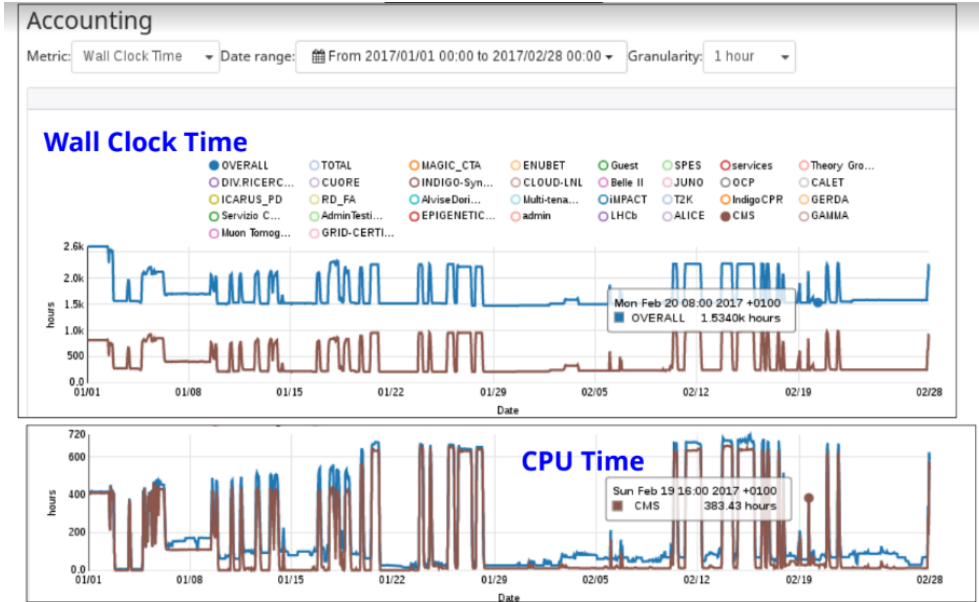 Accounting
Metric: Wall Clock Time Date range: From 2017/01/01 00:00 to 2017/02/28 00:00 Granularity: 1 hour
Wall Clock Time
OVERALL TOTAL MAGIC_CTA ENUBET Guest SPES services Theory Gro...
DIV.RICERC... CUORE INDIGO-Syn... CLOUD-LNL Belle II JUNO OCP CALET
ICARUS_PD RD_FA AlviseDori... Multi-tena... iMPACT T2K IndigoCPR GERDA
Servizio C... AdminTesti... EPIGENETIC... admin LHCb ALICE CMS GAMMA
Muon Tomog... GRID-CERTI...
2.6k
2.0k
1.5k
1.0k
500
0.0
hours
Mon Feb 20 08:00 2017 +0100
OVERALL 1.5340k hours
01/01 01/08 01/15 01/22 01/29 02/05 02/12 02/19 02/28
Date
720
600
400
200
0.0
hours
CPU Time
Sun Feb 19 16:00 2017 +0100
CMS 383.43 hours
01/01 01/08 01/15 01/22 01/29 02/05 02/12 02/19 02/28
Date